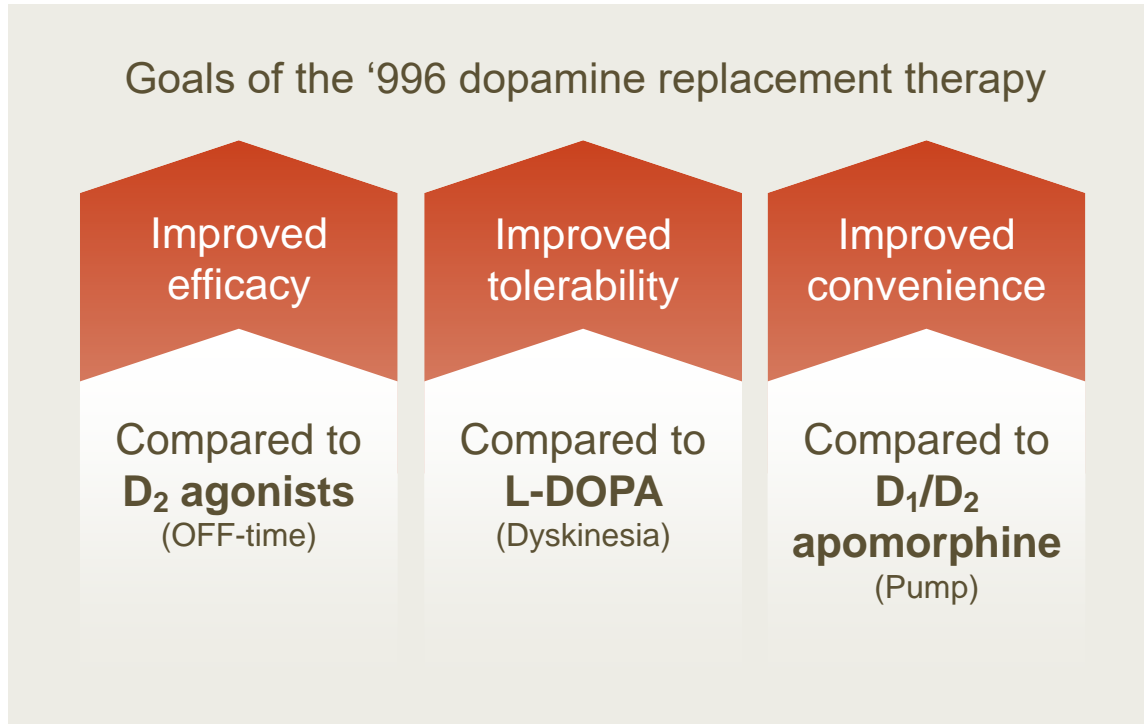 Goals of the ‘996 dopamine replacement therapy
Improved
efficacy
Compared to
D₂ agonists
(OFF-time)
Improved
tolerability
Compared to
L-DOPA
(Dyskinesia)
Improved
convenience
Compared to
D₁/D₂
apomorphine
(Pump)